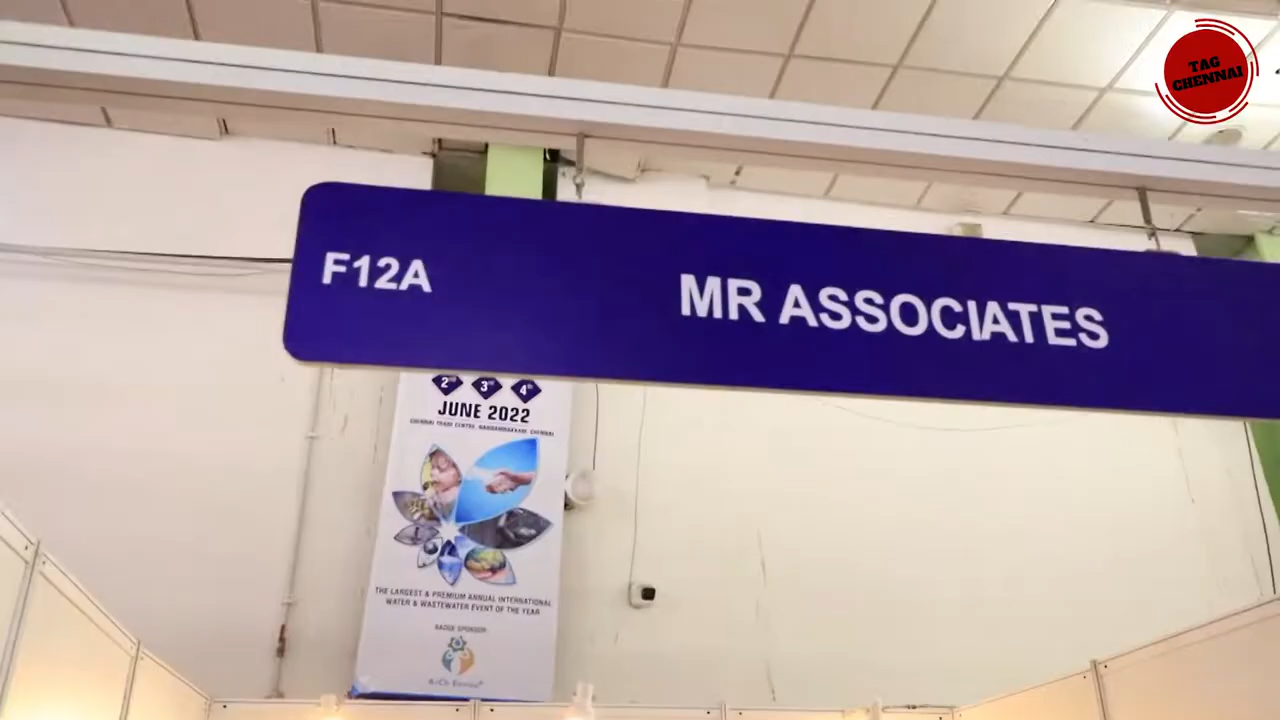 TAG
CHENNAI
F12A
MR ASSOCIATES
2ND 3RD 4TH
JUNE 2022
CHENNAI TRADE CENTRE, NANDAMBAKKAM, CHENNAI
THE LARGEST & PREMIUM ANNUAL INTERNATIONAL
WATER & WASTEWATER EVENT OF THE YEAR
BADGE SPONSOR